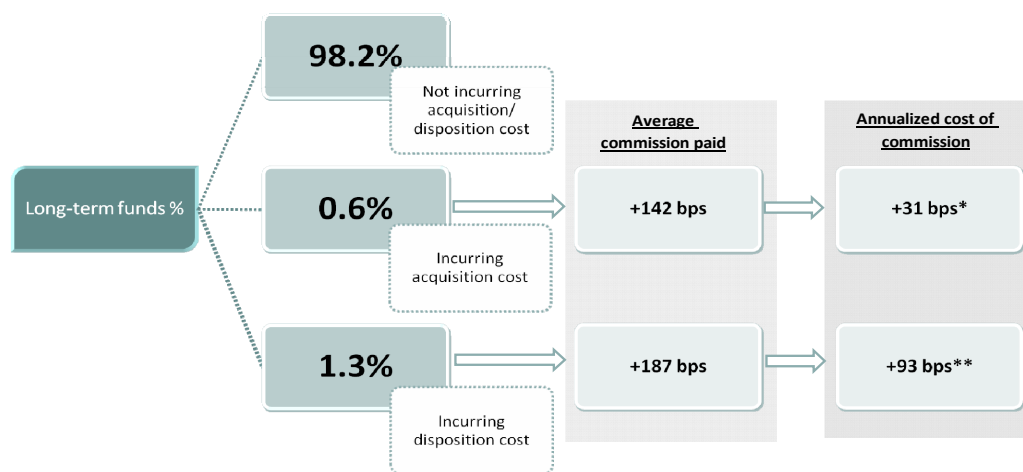 98.2%
Not incurring
acquisition/
disposition cost
Average
commission paid
Annualized cost of
commission
Long-term funds %
0.6%
+142 bps
+31 bps*
Incurring
acquisition cost
1.3%
+187 bps
+93 bps**
Incurring
disposition cost